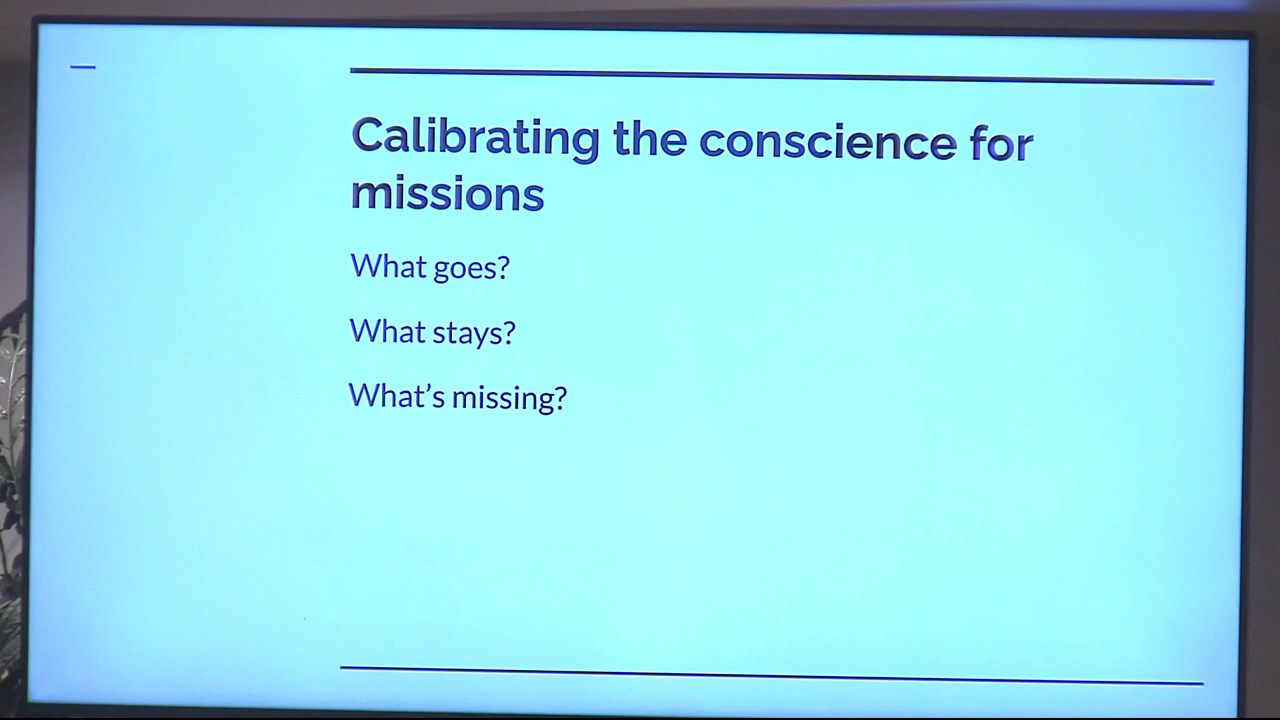 Calibrating the conscience for
missions
What goes?
What stays?
What's missing?